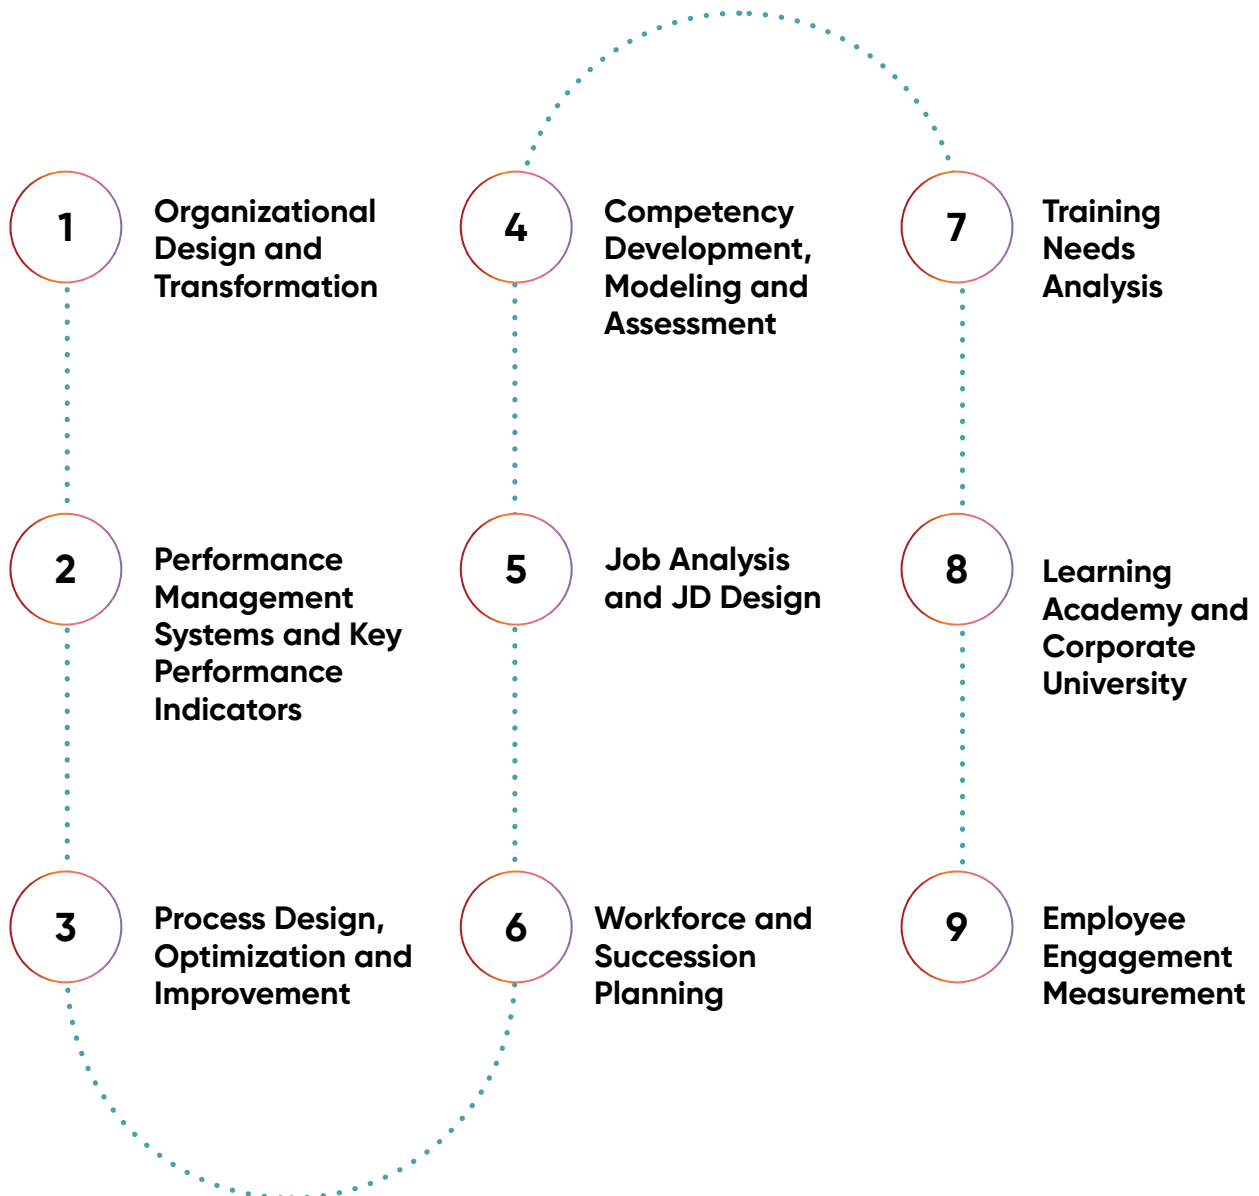 1
Organizational
Design and
Transformation
2
Performance
Management
Systems and Key
Performance
Indicators
3
Process Design,
Optimization and
Improvement
4
Competency
Development,
Modeling and
Assessment
5
Job Analysis
and JD Design
6
Workforce and
Succession
Planning
7
Training
Needs
Analysis
8
Learning
Academy and
Corporate
University
9
Employee
Engagement
Measurement